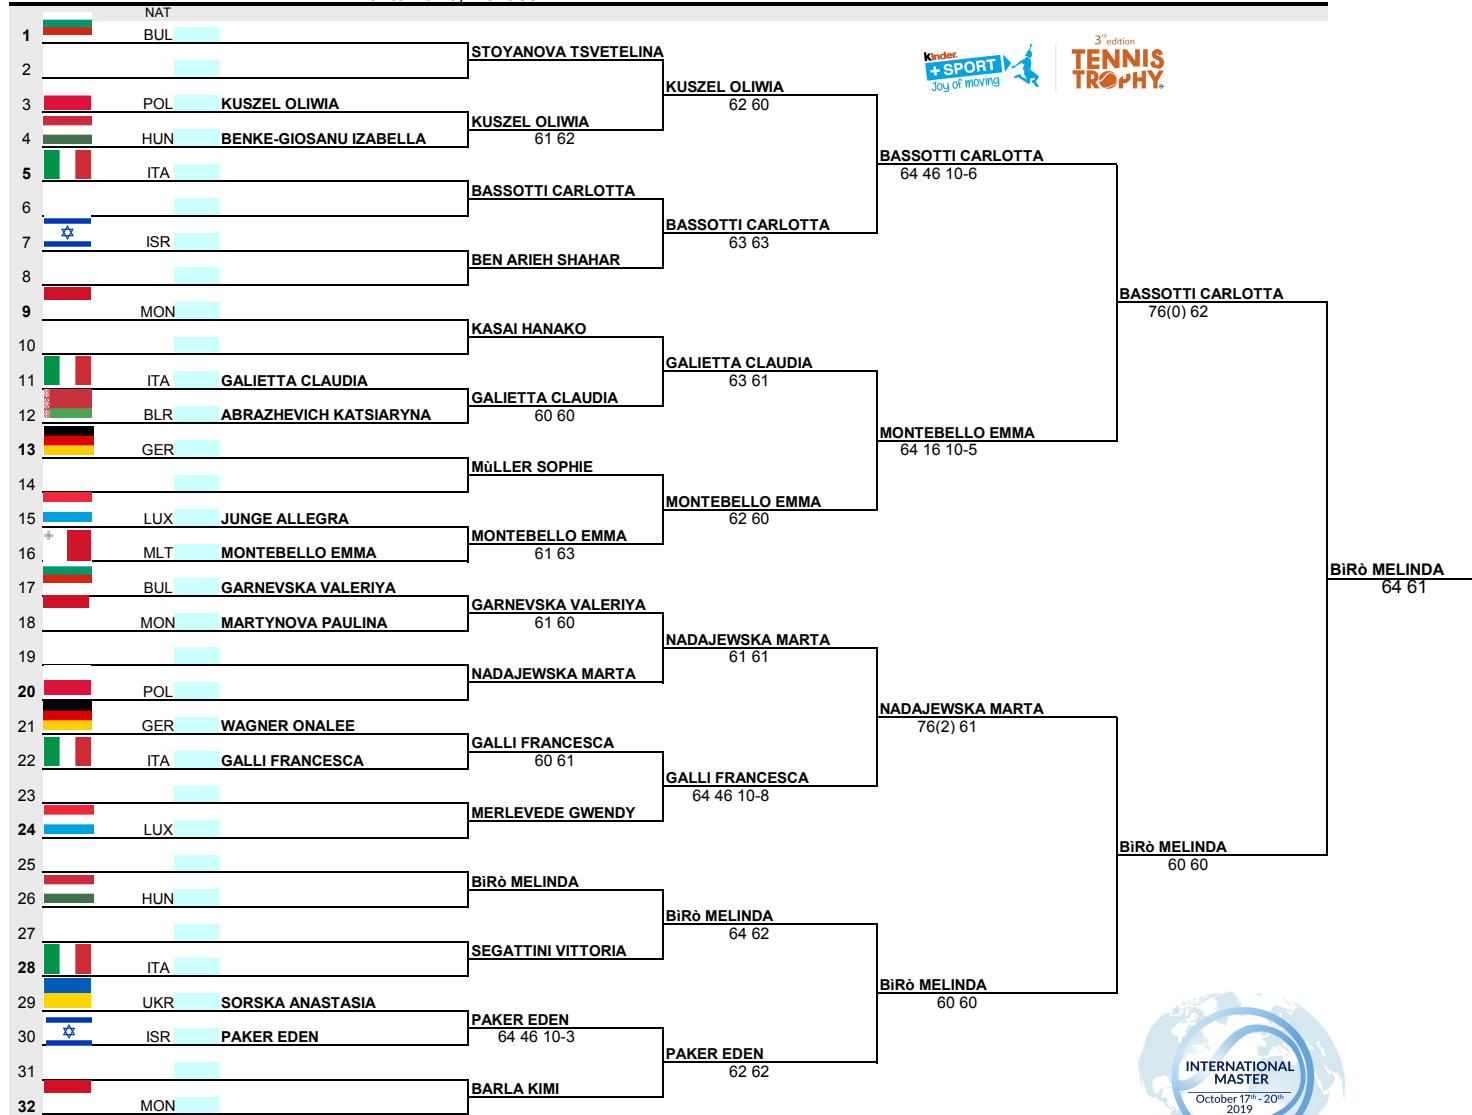 NAT
1 BUL
STOYANOVA TSVETELINA
2
KUSZEL OLIWIA
62 60
3 POL KUSZEL OLIWIA
KUSZEL OLIWIA
61 62
4 HUN BENKE-GIOSANU IZABELLA
BASSOTTI CARLOTTA
64 46 10-6
5 ITA
BASSOTTI CARLOTTA
6
BASSOTTI CARLOTTA
63 63
7 ISR
BEN ARIEH SHAHAR
8
BASSOTTI CARLOTTA
76(0) 62
9 MON
KASAI HANAKO
10
GALIETTA CLAUDIA
63 61
11 ITA GALIETTA CLAUDIA
GALIETTA CLAUDIA
60 60
12 BLR ABRAZHEVICH KATSIARYNA
MONTEBELLO EMMA
64 16 10-5
13 GER
MùLLER SOPHIE
14
MONTEBELLO EMMA
62 60
15 LUX JUNGE ALLEGRA
MONTEBELLO EMMA
61 63
16 MLT MONTEBELLO EMMA
BìRò MELINDA
64 61
17 BUL GARNEVSKA VALERIYA
GARNEVSKA VALERIYA
61 60
18 MON MARTYNOVA PAULINA
NADAJEWSKA MARTA
61 61
19
NADAJEWSKA MARTA
20 POL
NADAJEWSKA MARTA
76(2) 61
21 GER WAGNER ONALEE
GALLI FRANCESCA
60 61
22 ITA GALLI FRANCESCA
GALLI FRANCESCA
64 46 10-8
23
MERLEVEDE GWENDY
24 LUX
BìRò MELINDA
60 60
25
BìRò MELINDA
26 HUN
BìRò MELINDA
64 62
27
SEGATTINI VITTORIA
28 ITA
BìRò MELINDA
60 60
29 UKR SORSKA ANASTASIA
PAKER EDEN
64 46 10-3
30 ISR PAKER EDEN
PAKER EDEN
62 62
31
BARLA KIMI
32 MON
Kinder
+SPORT
Joy of moving
3rd edition
TENNIS
TROPHY
INTERNATIONAL
MASTER
October 17th - 20th
2019